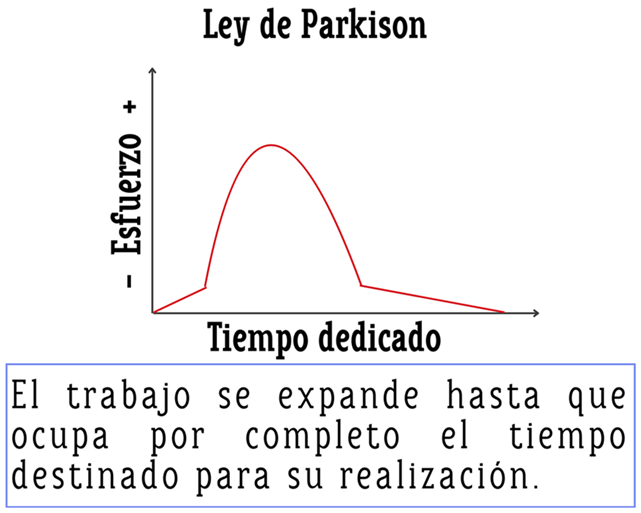 Ley de Parkison
- Esfuerzo +
Tiempo dedicado
El trabajo se expande hasta que
ocupa por completo el tiempo
destinado para su realización.